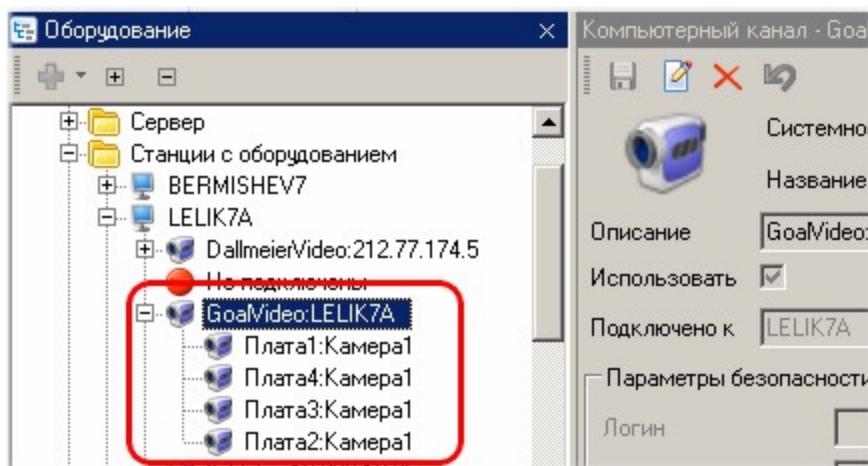 Оборудование
Сервер
Станции с оборудованием
BERMISHEV7
LELIK7A
DallmeierVideo:212.77.174.5
Не подключены
GoalVideo:LELIK7A
Плата1:Камера1
Плата4:Камера1
Плата3:Камера1
Плата2:Камера1
Компьютерный канал - Goa
Системно
Название
Описание GoalVideo:
Использовать
Подключено к LELIK7A
Параметры безопасности
Логин